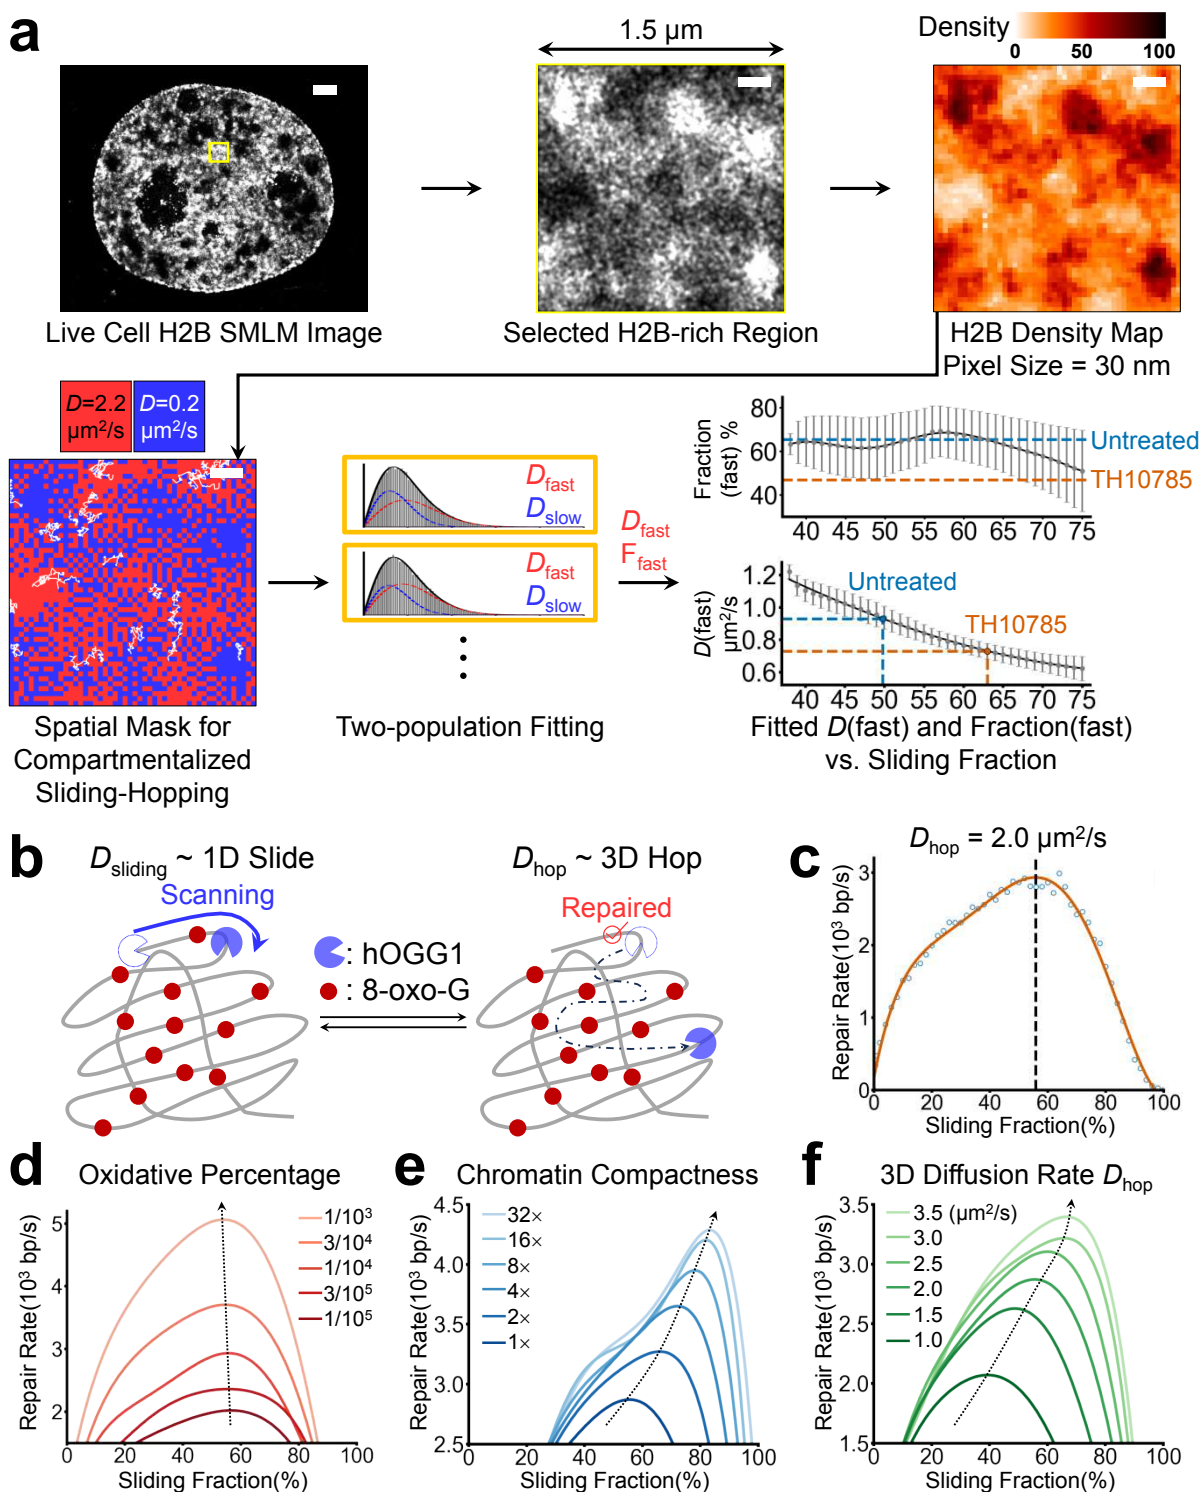 a
1.5 µm
Density
0 50 100
Live Cell H2B SMLM Image
Selected H2B-rich Region
H2B Density Map
Pixel Size = 30 nm
D=2.2
µm²/s
D=0.2
µm²/s
Spatial Mask for
Compartmentalized
Sliding-Hopping
Dfast
Dslow
Dfast
Dslow
Two-population Fitting
Dfast
Ffast
Fraction
(fast) %
80
60
40
Untreated
TH10785
40 45 50 55 60 65 70 75
D(fast)
µm²/s
1.2
1.0
0.8
0.6
Untreated
TH10785
40 45 50 55 60 65 70 75
Fitted D(fast) and Fraction(fast)
vs. Sliding Fraction
b
Dsliding ~ 1D Slide
Scanning
: hOGG1
: 8-oxo-G
Dhop ~ 3D Hop
Repaired
c
Dhop = 2.0 µm²/s
Repair Rate(10³ bp/s)
3
2
1
0
0 20 40 60 80 100
Sliding Fraction(%)
d
Oxidative Percentage
Repair Rate(10³ bp/s)
5
4
3
2
1/10³
3/10⁴
1/10⁴
3/10⁵
1/10⁵
0 20 40 60 80 100
Sliding Fraction(%)
e
Chromatin Compactness
Repair Rate(10³ bp/s)
4.5
4.0
3.5
3.0
2.5
32×
16×
8×
4×
2×
1×
0 20 40 60 80 100
Sliding Fraction(%)
f
3D Diffusion Rate Dhop
Repair Rate(10³ bp/s)
3.5
3.0
2.5
2.0
1.5
3.5 (µm²/s)
3.0
2.5
2.0
1.5
1.0
0 20 40 60 80 100
Sliding Fraction(%)